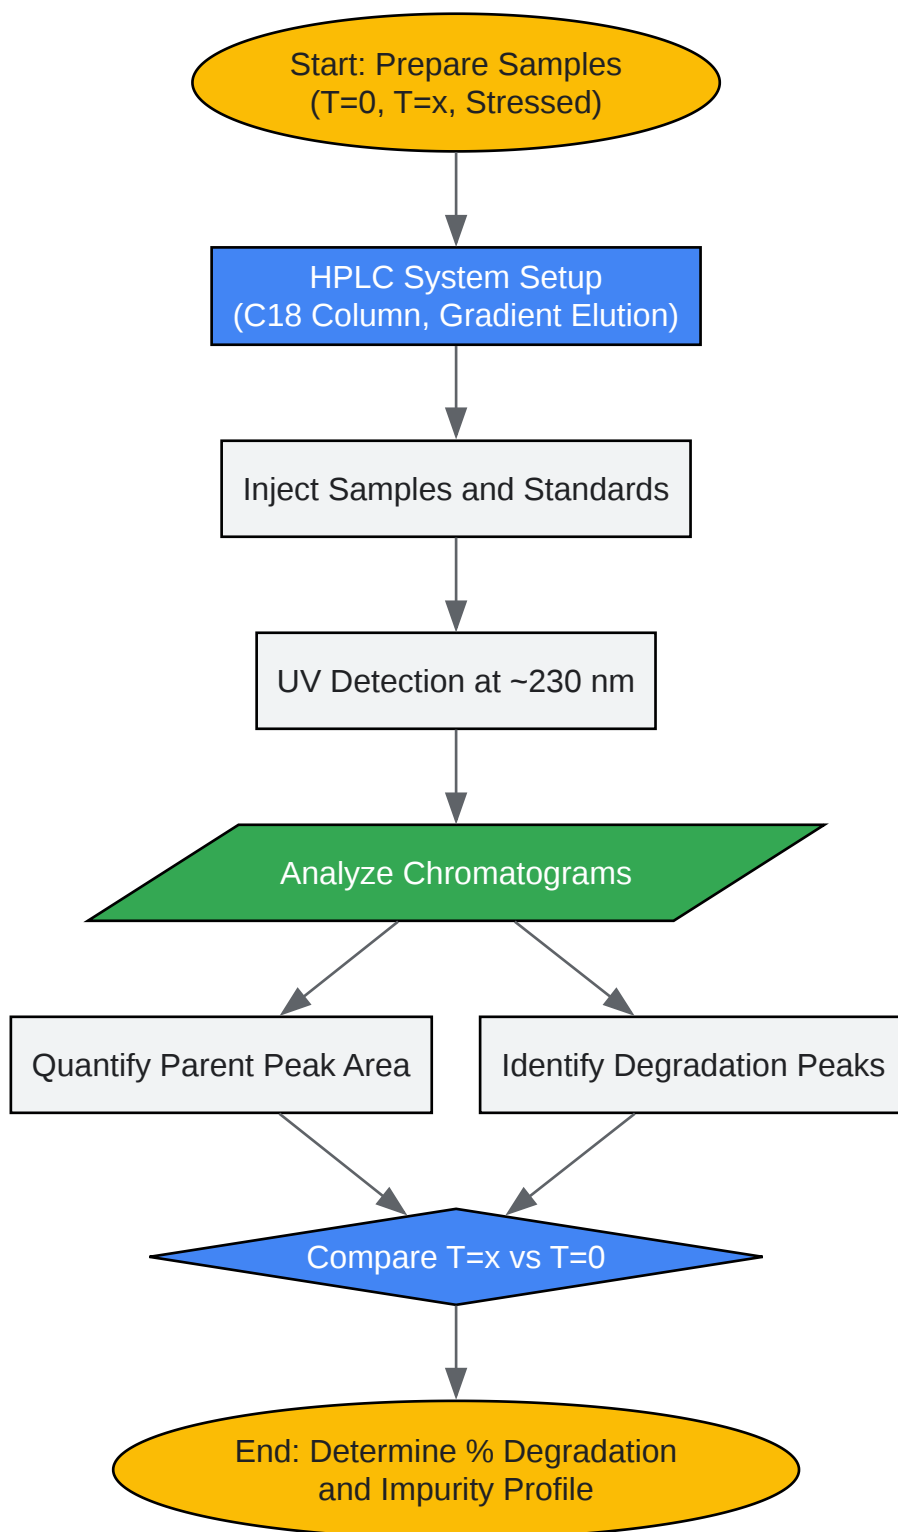 Start: Prepare Samples
(T=0, T=x, Stressed)
HPLC System Setup
(C18 Column, Gradient Elution)
Inject Samples and Standards
UV Detection at ~230 nm
Analyze Chromatograms
Quantify Parent Peak Area
Identify Degradation Peaks
Compare T=x vs T=0
End: Determine % Degradation
and Impurity Profile